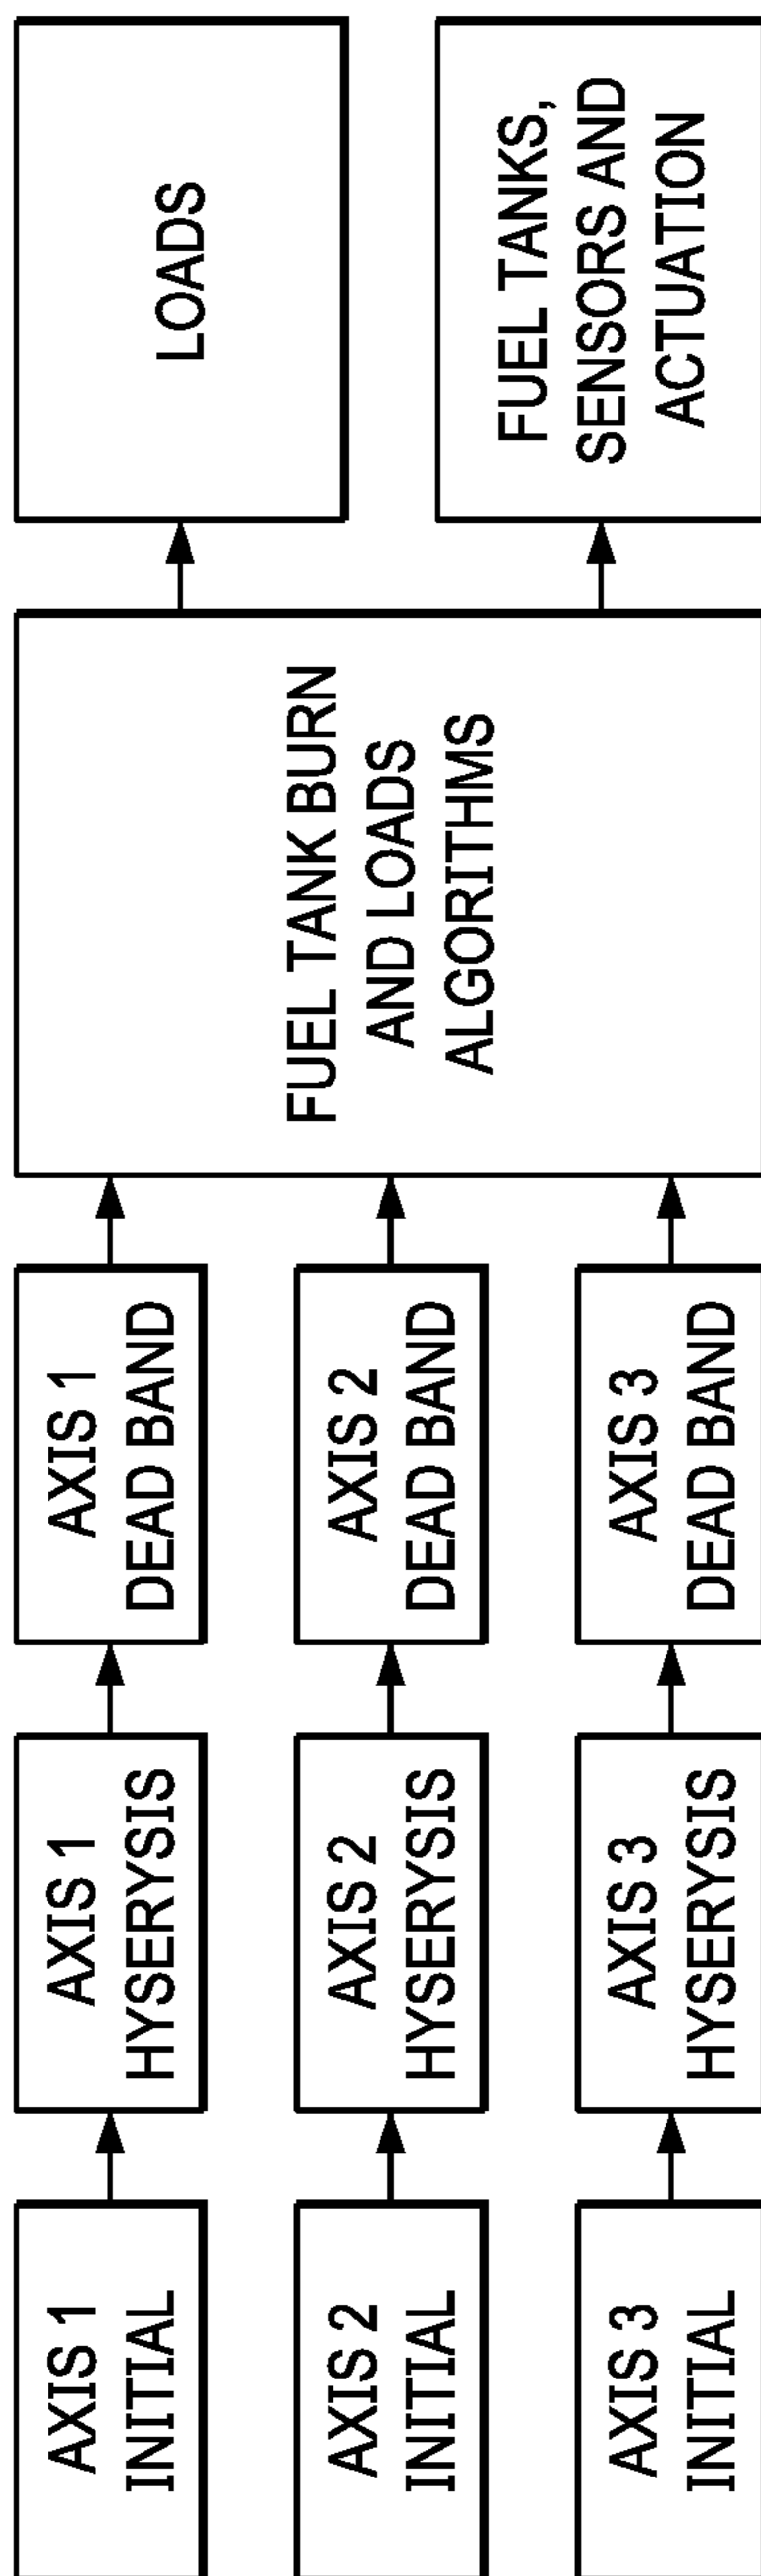 AXIS 1
INITIAL
AXIS 1
HYSERYSIS
AXIS 1
DEAD BAND
AXIS 2
INITIAL
AXIS 2
HYSERYSIS
AXIS 2
DEAD BAND
AXIS 3
INITIAL
AXIS 3
HYSERYSIS
AXIS 3
DEAD BAND
FUEL TANK BURN
AND LOADS
ALGORITHMS
LOADS
FUEL TANKS,
SENSORS AND
ACTUATION